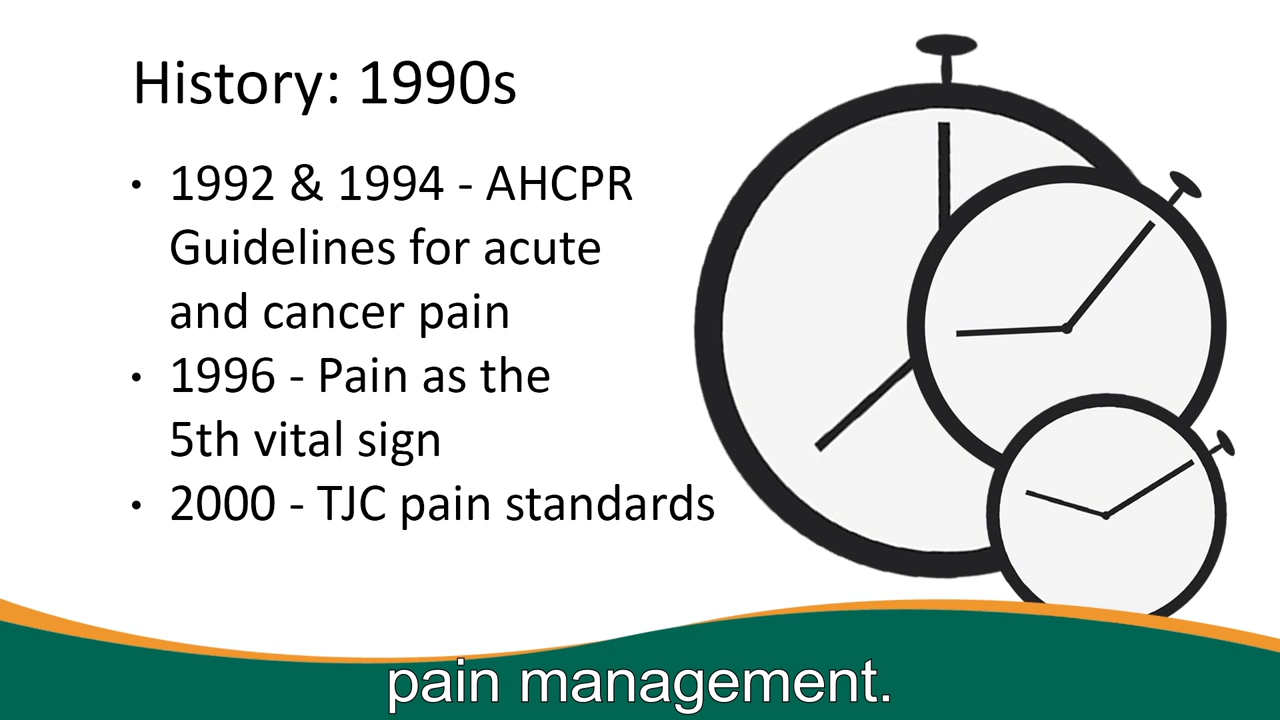 History: 1990s
• 1992 & 1994 - AHCPR
Guidelines for acute
and cancer pain
• 1996 - Pain as the
5th vital sign
• 2000 - TJC pain standards
pain management.